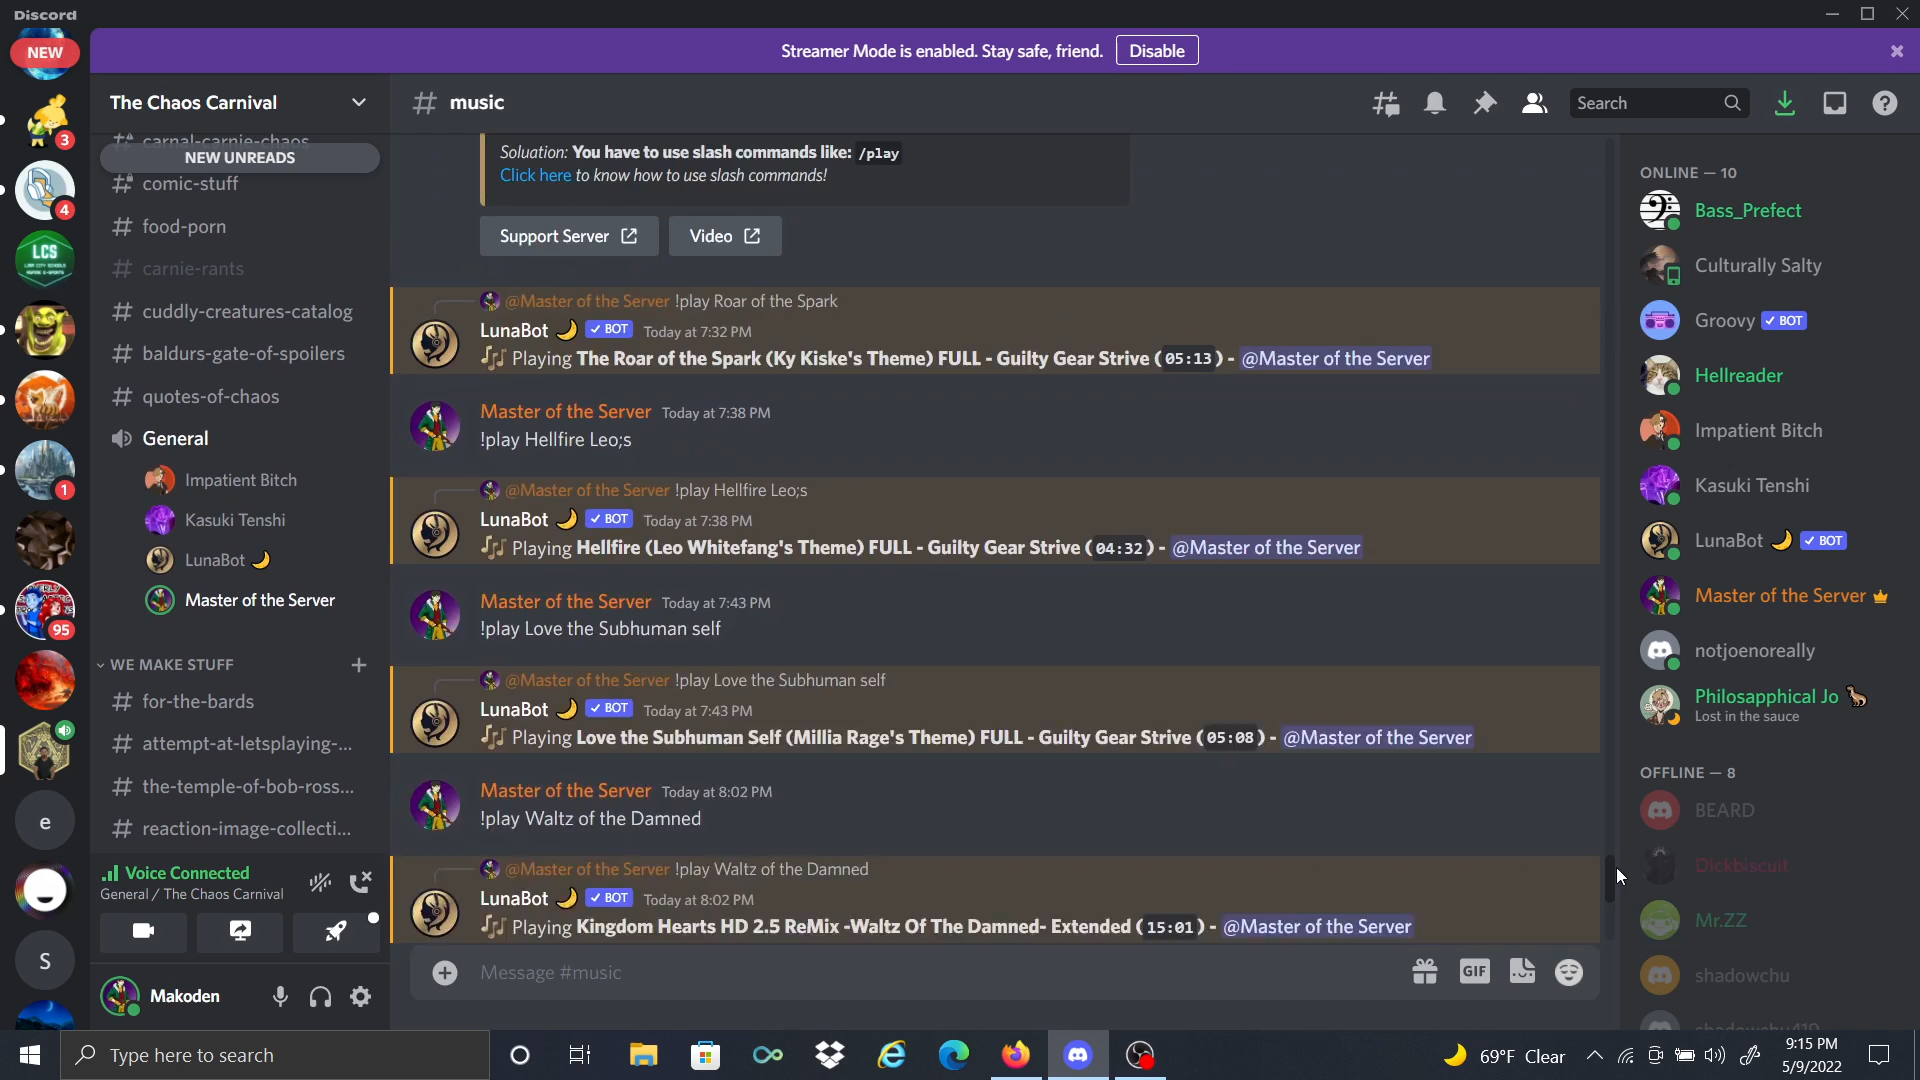 Discord
Streamer Mode is enabled. Stay safe, friend. Disable
NEW
3
4
LCS
1
95
e
S
The Chaos Carnival
carnal-carnie-chaos
NEW UNREADS
comic-stuff
food-porn
carnie-rants
cuddly-creatures-catalog
baldurs-gate-of-spoilers
quotes-of-chaos
General
Impatient Bitch
Kasuki Tenshi
LunaBot 🌙
Master of the Server
WE MAKE STUFF
for-the-bards
attempt-at-letsplaying-...
the-temple-of-bob-ross...
reaction-image-collecti...
Voice Connected
General / The Chaos Carnival
Makoden
# music
Search
Soluation: You have to use slash commands like: /play
Click here to know how to use slash commands!
Support Server Video
@Master of the Server !play Roar of the Spark
LunaBot 🌙 ✓ BOT Today at 7:32 PM
🎶 Playing The Roar of the Spark (Ky Kiske's Theme) FULL - Guilty Gear Strive (05:13) - @Master of the Server
Master of the Server Today at 7:38 PM
!play Hellfire Leo;s
@Master of the Server !play Hellfire Leo;s
LunaBot 🌙 ✓ BOT Today at 7:38 PM
🎶 Playing Hellfire (Leo Whitefang's Theme) FULL - Guilty Gear Strive (04:32) - @Master of the Server
Master of the Server Today at 7:43 PM
!play Love the Subhuman self
@Master of the Server !play Love the Subhuman self
LunaBot 🌙 ✓ BOT Today at 7:43 PM
🎶 Playing Love the Subhuman Self (Millia Rage's Theme) FULL - Guilty Gear Strive (05:08) - @Master of the Server
Master of the Server Today at 8:02 PM
!play Waltz of the Damned
@Master of the Server !play Waltz of the Damned
LunaBot 🌙 ✓ BOT Today at 8:02 PM
🎶 Playing Kingdom Hearts HD 2.5 ReMix -Waltz Of The Damned- Extended (15:01) - @Master of the Server
Message #music
GIF
ONLINE — 10
Bass_Prefect
Culturally Salty
Groovy ✓ BOT
Hellreader
Impatient Bitch
Kasuki Tenshi
LunaBot 🌙 ✓ BOT
Master of the Server
notjoenoreally
Philosapphical Jo
Lost in the sauce
OFFLINE — 8
BEARD
Dickbiscuit
Mr.ZZ
shadowchu
shadowchu410
Type here to search
69°F Clear
9:15 PM
5/9/2022